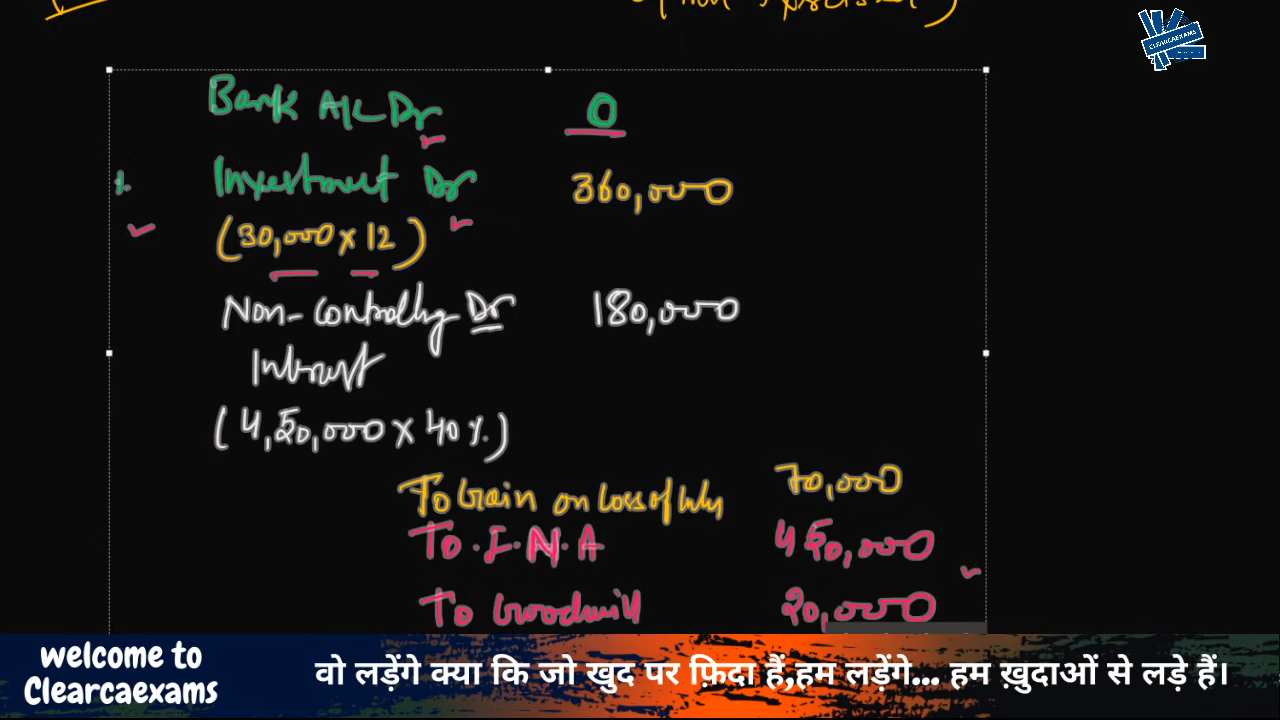 CLEARCAEXAMS
Bank A/C Dr 0
1. Investment Dr 360,000
(30,000 x 12)
Non-controlling Dr 180,000
Interest
(4,50,000 x 40%)
To Gain on Loss of 70,000
To I.N.A 450,000
To Goodwill 20,000
welcome to
Clearcaexams
वो लड़ेंगे क्या कि जो खुद पर फ़िदा हैं,हम लड़ेंगे... हम ख़ुदाओं से लड़े हैं।